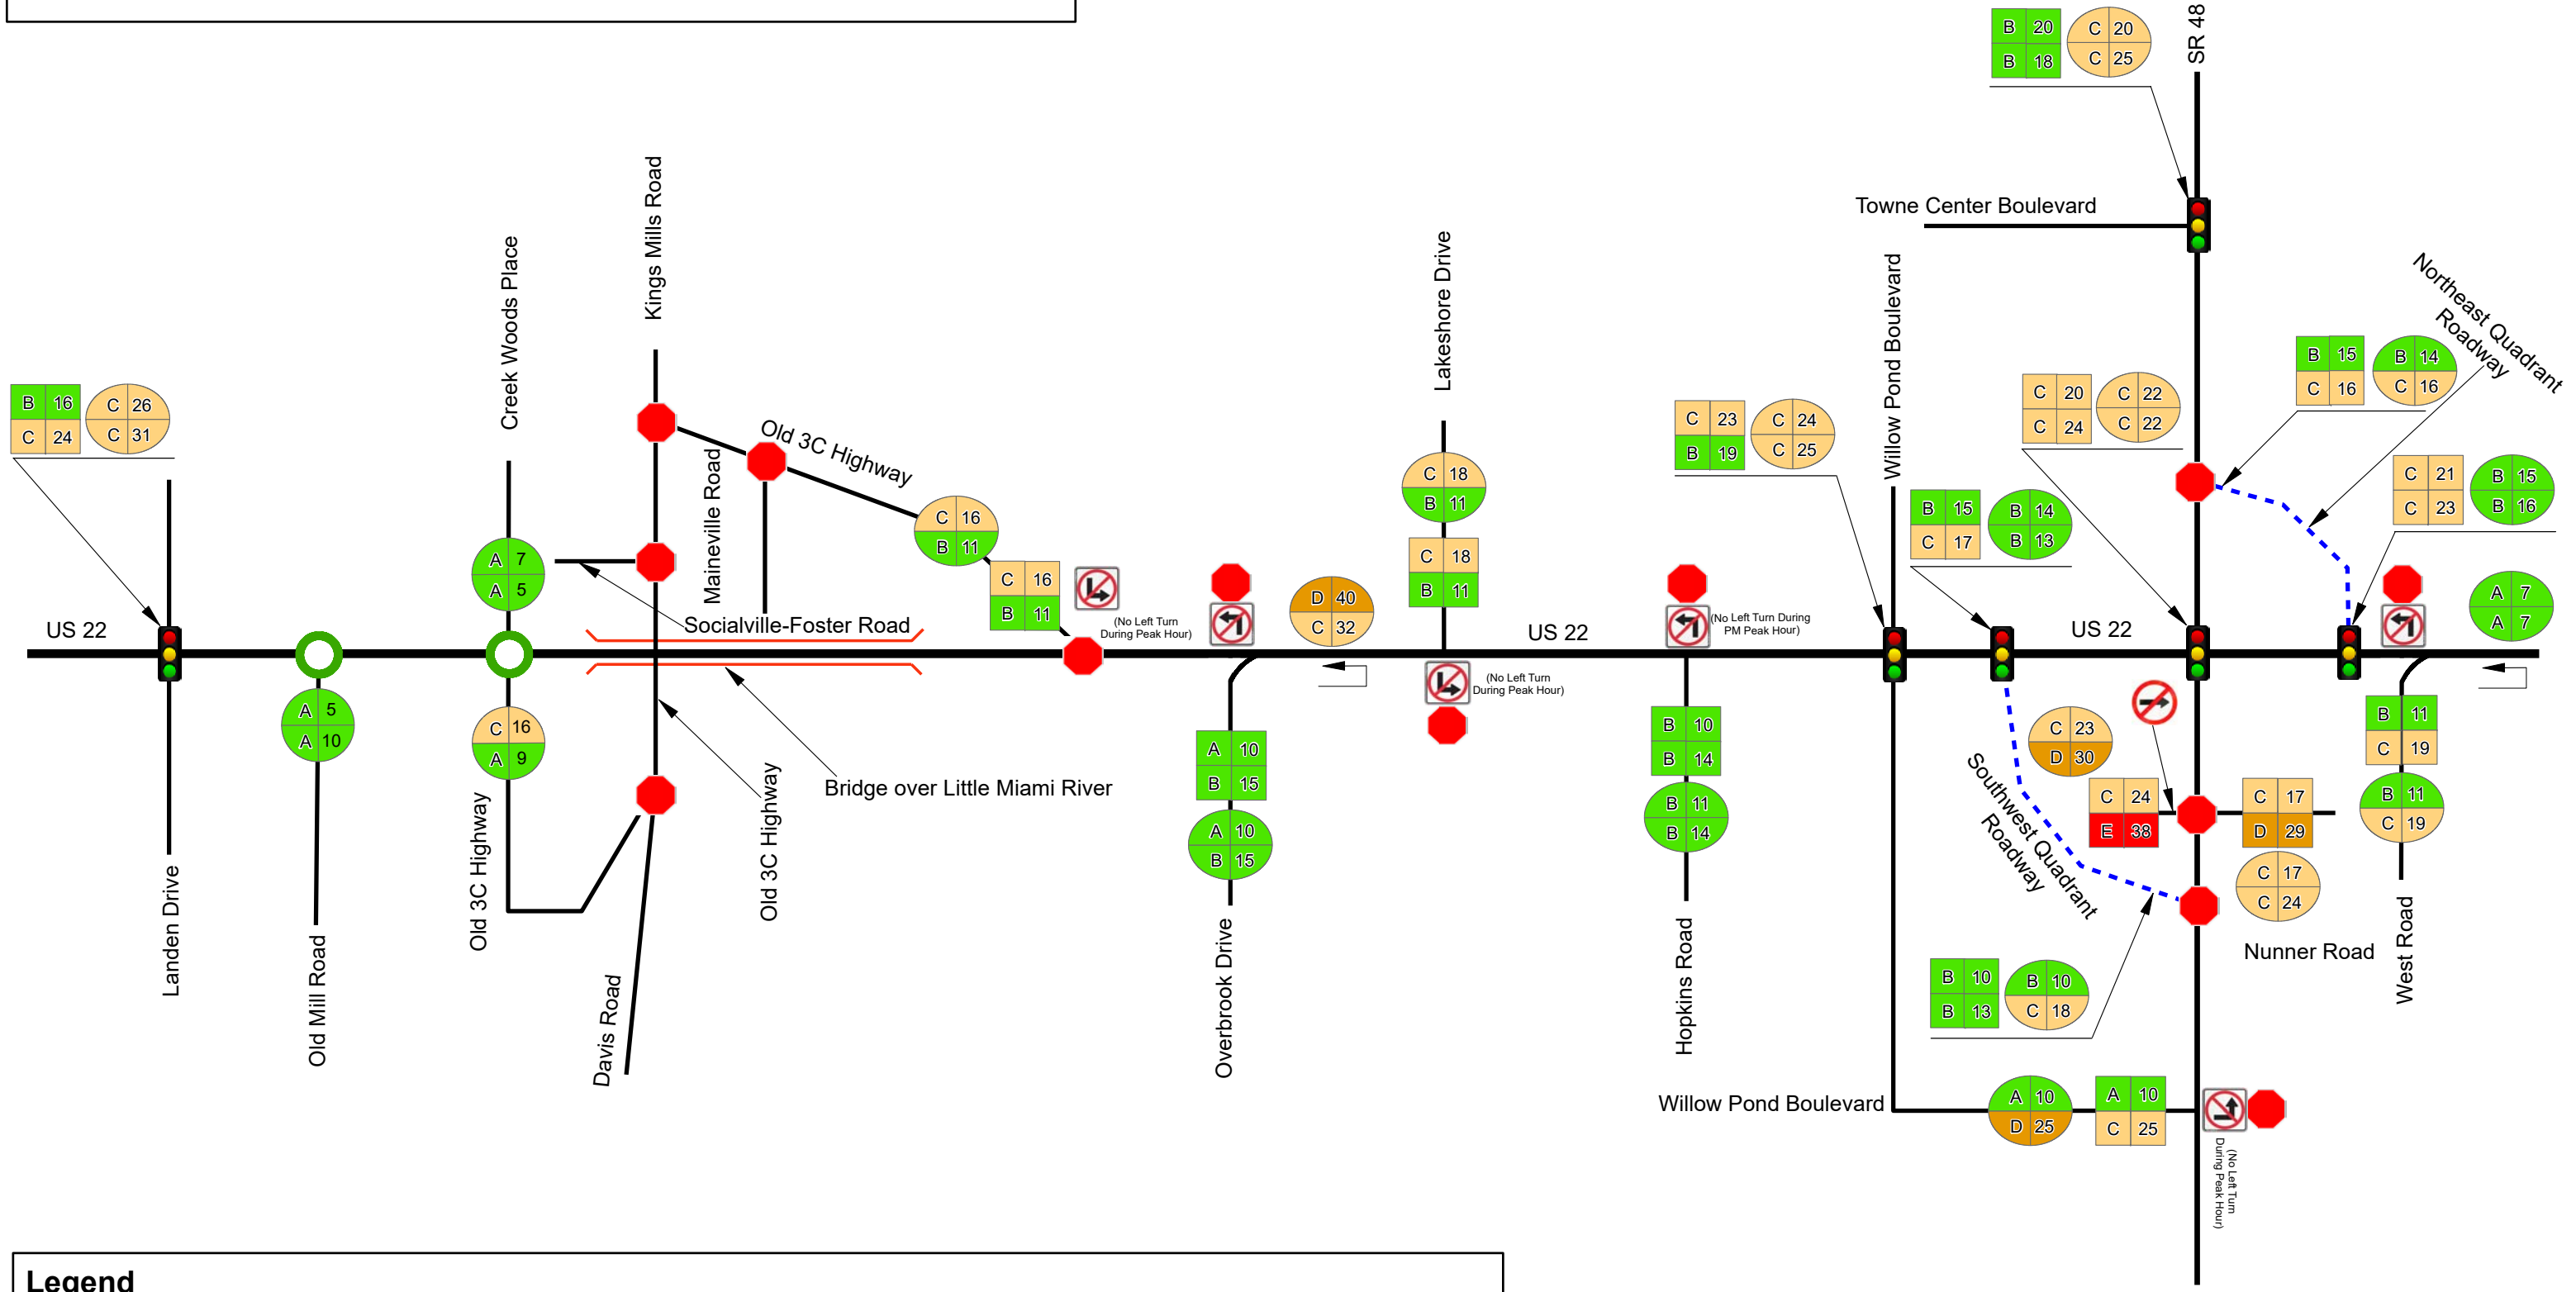 SR 48
B 20
B 18
C 20
C 25
Towne Center Boulevard
Kings Mills Road
Creek Woods Place
Lakeshore Drive
Willow Pond Boulevard
Northeast Quadrant
Roadway
B 15
C 16
B 14
C 16
B 16
C 24
C 26
C 31
C 20
C 24
C 22
C 22
C 23
B 19
C 24
C 25
Old 3C Highway
Maineville Road
C 18
B 11
C 21
C 23
B 15
B 16
B 15
C 17
B 14
B 13
C 16
B 11
A 7
A 5
C 18
B 11
C 16
B 11
(No Left Turn
During Peak Hour)
D 40
C 32
A 7
A 7
US 22
Socialville-Foster Road
US 22
(No Left Turn During
PM Peak Hour)
US 22
A 5
A 10
C 16
A 9
(No Left Turn
During Peak Hour)
B 10
B 14
C 23
D 30
B 11
C 19
A 10
B 15
Bridge over Little Miami River
Southwest Quadrant
Roadway
C 24
E 38
C 17
D 29
B 11
C 19
B 11
B 14
A 10
B 15
C 17
C 24
Landen Drive
Old Mill Road
Old 3C Highway
Old 3C Highway
Davis Road
Overbrook Drive
Hopkins Road
Nunner Road
West Road
B 10
B 13
B 10
C 18
Willow Pond Boulevard
A 10
D 25
A 10
C 25
(No Left Turn
During Peak Hour)
Legend